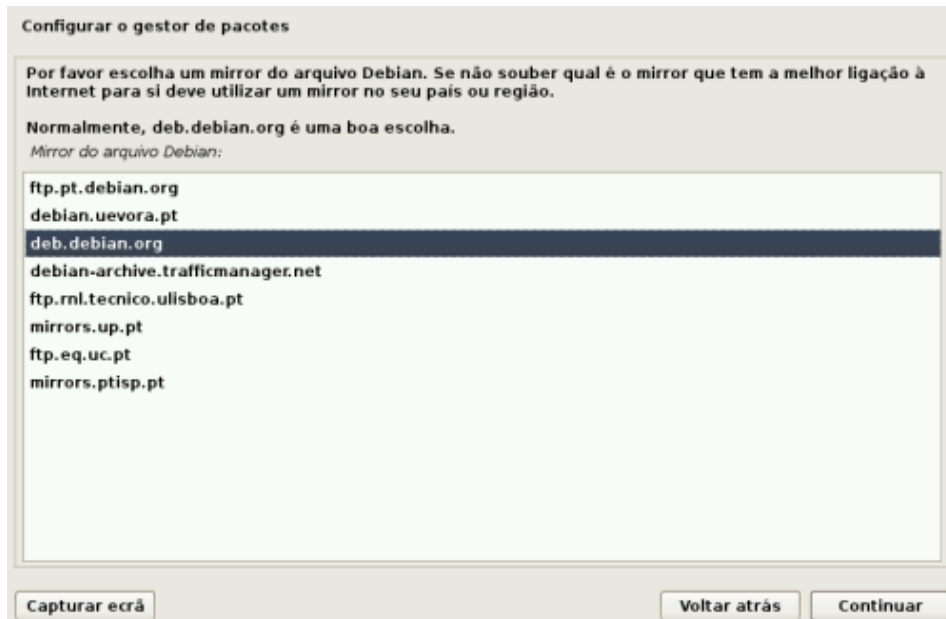 Configurar o gestor de pacotes
Por favor escolha um mirror do arquivo Debian. Se não souber qual é o mirror que tem a melhor ligação à
Internet para si deve utilizar um mirror no seu país ou região.
Normalmente, deb.debian.org é uma boa escolha.
Mirror do arquivo Debian:
ftp.pt.debian.org
debian.uevora.pt
deb.debian.org
debian-archive.trafficmanager.net
ftp.rnl.tecnico.ulisboa.pt
mirrors.up.pt
ftp.eq.uc.pt
mirrors.ptisp.pt
Capturar ecrã
Voltar atrás
Continuar